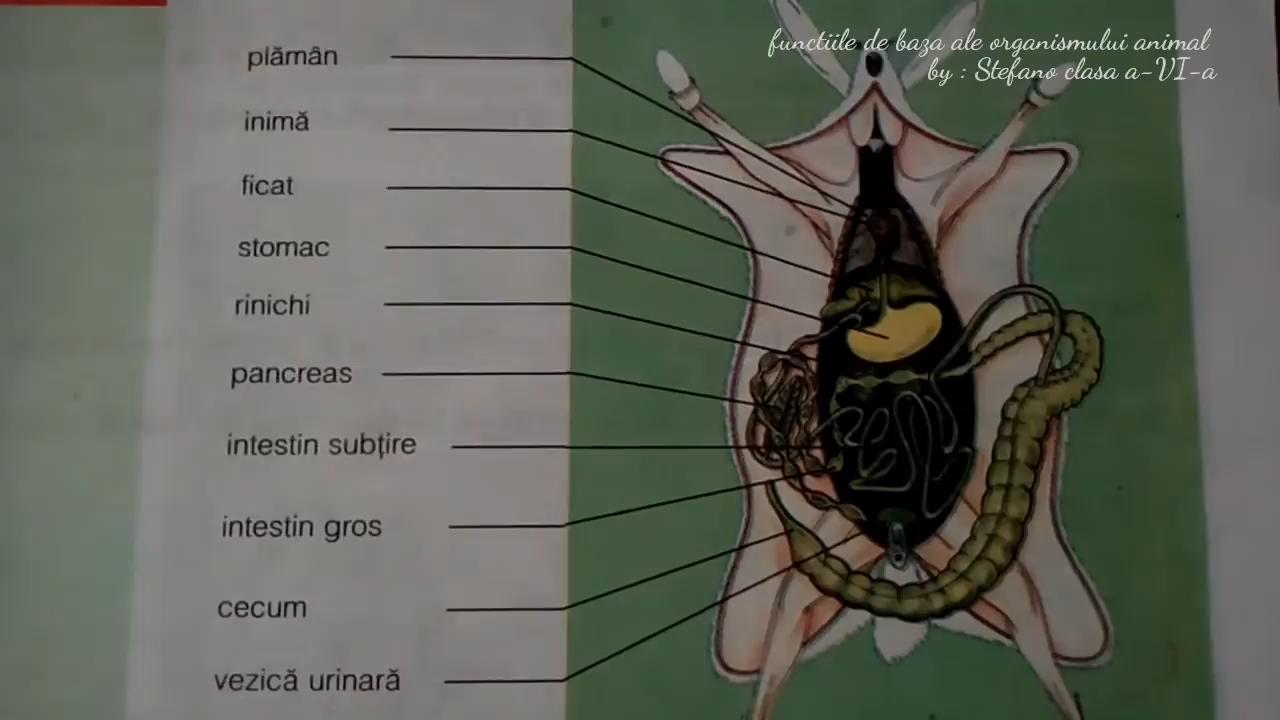 functiile de baza ale organismului animal
by : Stefano clasa a-VI-a
plămân
inimă
ficat
stomac
rinichi
pancreas
intestin subțire
intestin gros
cecum
vezică urinară